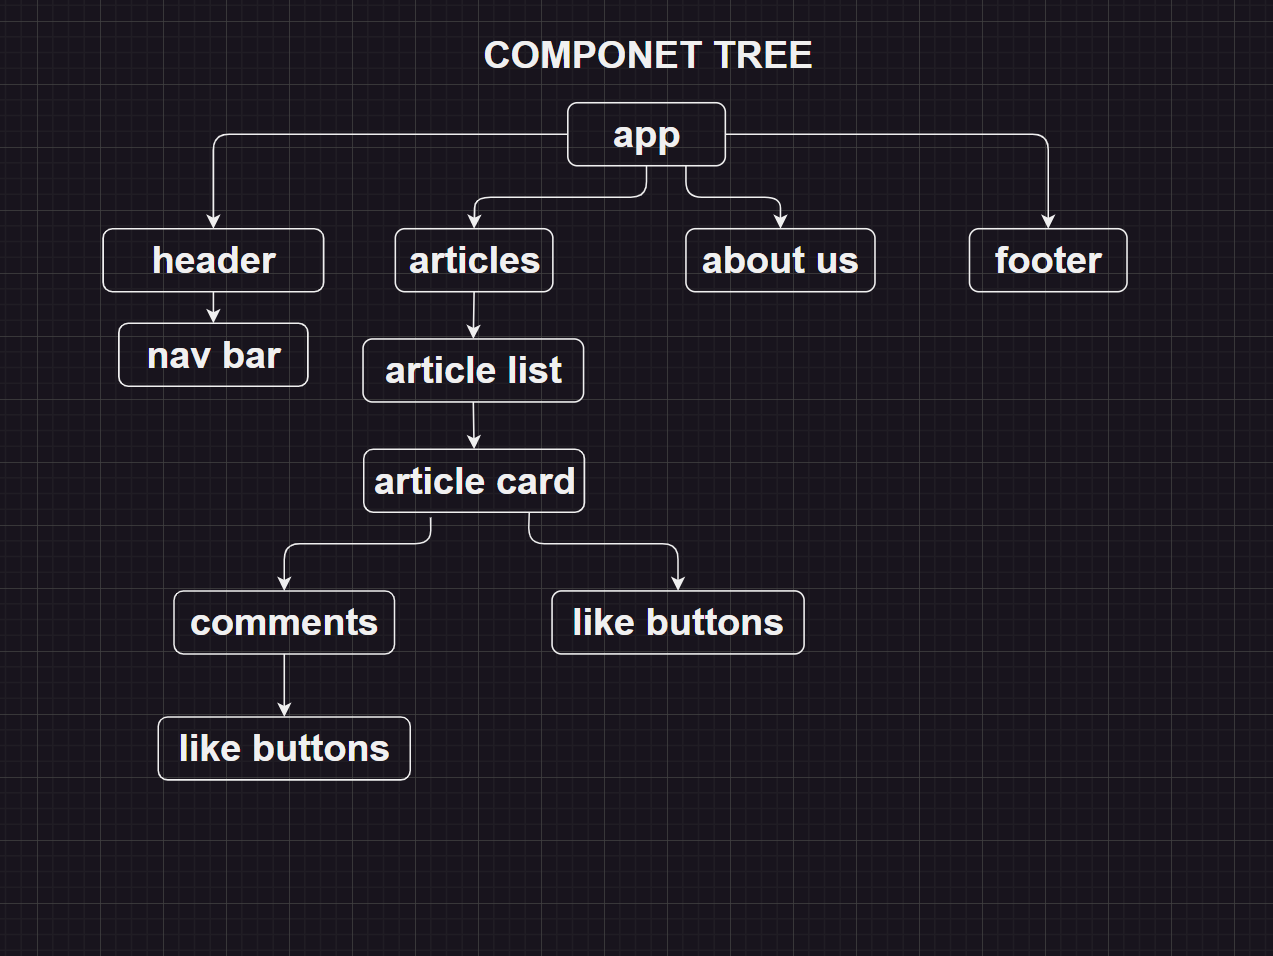 COMPONET TREE
app
header
articles
about us
footer
nav bar
article list
article card
comments
like buttons
like buttons